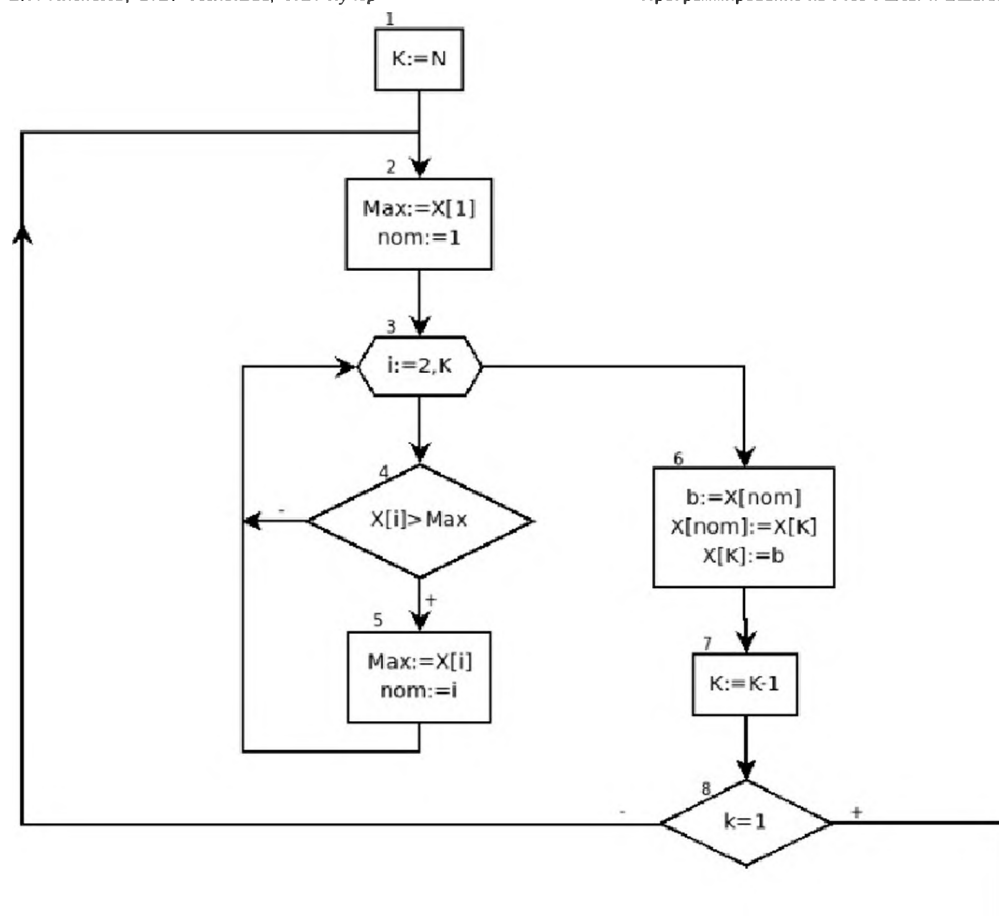 1
K:=N
2
Max:=X[1]
nom:=1
3
i:=2,K
4
X[i]>Max
-
+
5
Max:=X[i]
nom:=i
6
b:=X[nom]
X[nom]:=X[K]
X[K]:=b
7
K:=K-1
8
k=1
-
+